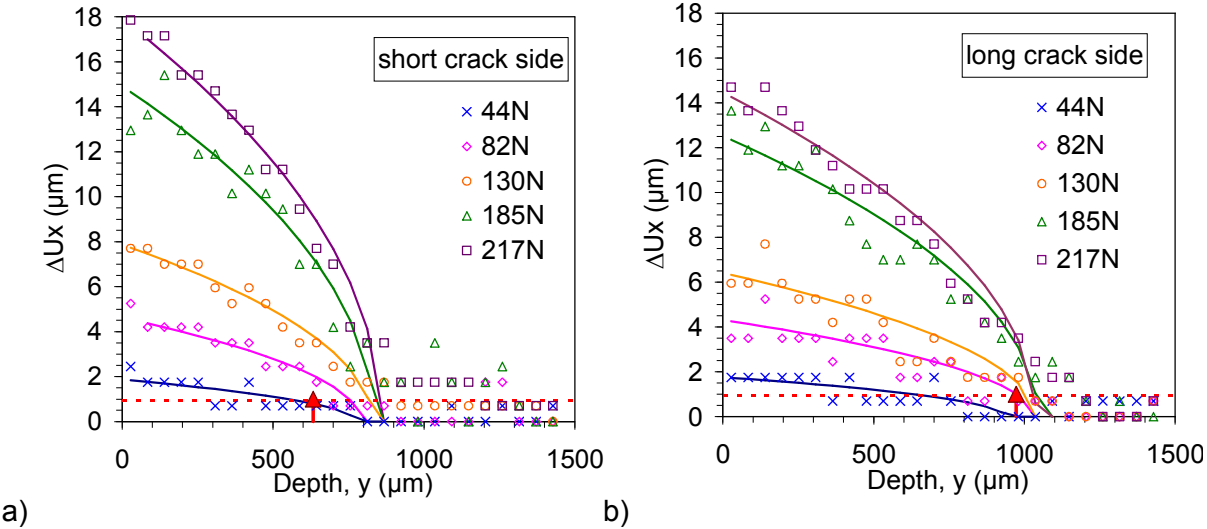 18
16
14
12
10
8
6
4
2
0
ΔUx (µm)
short crack side
44N
82N
130N
185N
217N
0 500 1000 1500
Depth, y (µm)
a)
18
16
14
12
10
8
6
4
2
0
ΔUx (µm)
long crack side
44N
82N
130N
185N
217N
0 500 1000 1500
Depth, y (µm)
b)